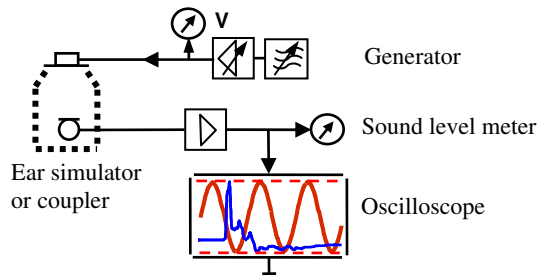 V
Generator
Sound level meter
Ear simulator
or coupler
Oscilloscope